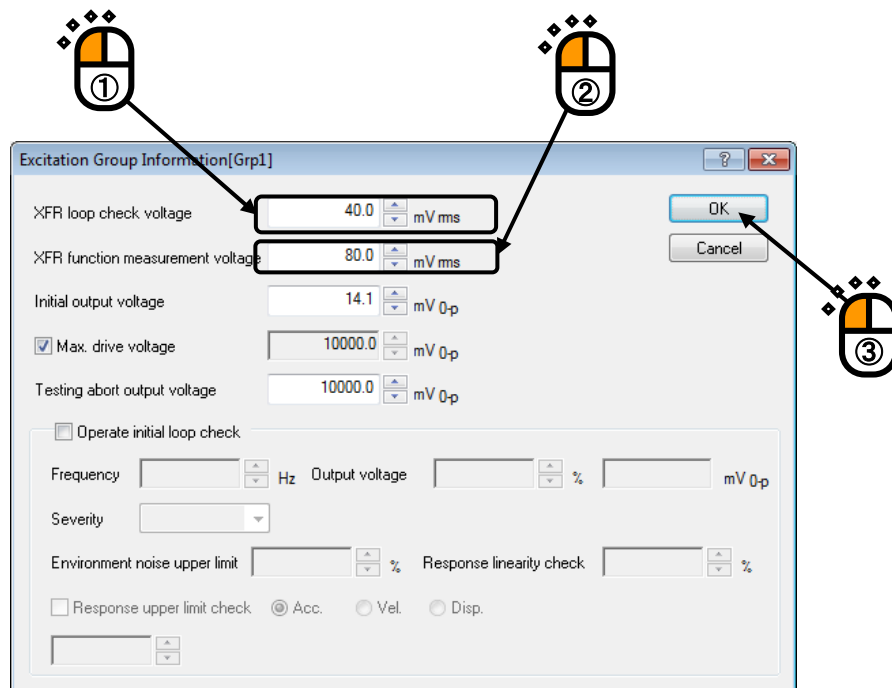 ①
②
Excitation Group Information[Grp1]
XFR loop check voltage 40.0 mV rms OK
XFR function measurement voltage 80.0 mV rms Cancel
Initial output voltage 14.1 mV 0-p
③
Max. drive voltage 10000.0 mV 0-p
Testing abort output voltage 10000.0 mV 0-p
Operate initial loop check
Frequency Hz Output voltage % mV 0-p
Severity
Environment noise upper limit % Response linearity check %
Response upper limit check Acc. Vel. Disp.